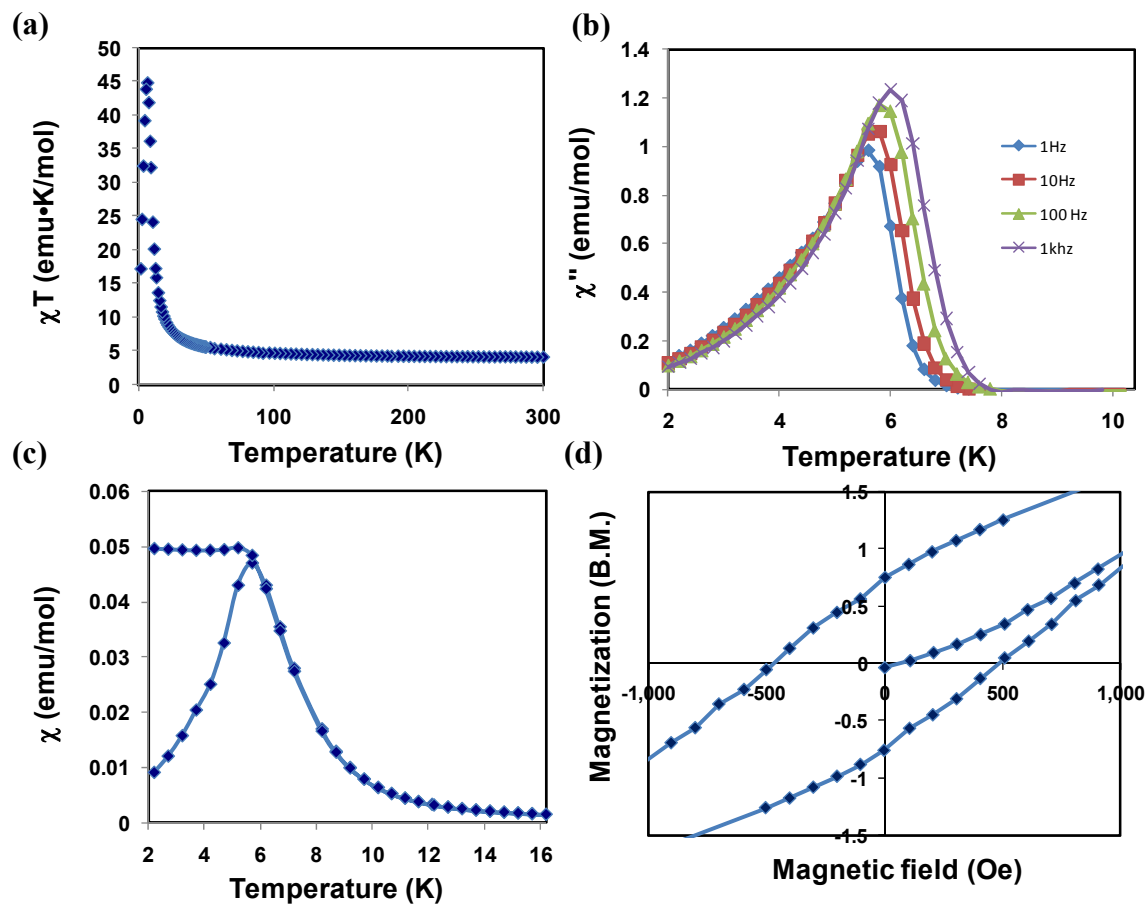 (a)
χT (emu•K/mol)
50
45
40
35
30
25
20
15
10
5
0
0 100 200 300
Temperature (K)
(b)
χ" (emu/mol)
1.4
1.2
1
0.8
0.6
0.4
0.2
0
2 4 6 8 10
Temperature (K)
1Hz
10Hz
100 Hz
1khz
(c)
χ (emu/mol)
0.06
0.05
0.04
0.03
0.02
0.01
0
2 4 6 8 10 12 14 16
Temperature (K)
(d)
Magnetization (B.M.)
1.5
1
0.5
0
-0.5
-1
-1.5
-1,000 -500 0 500 1,000
Magnetic field (Oe)